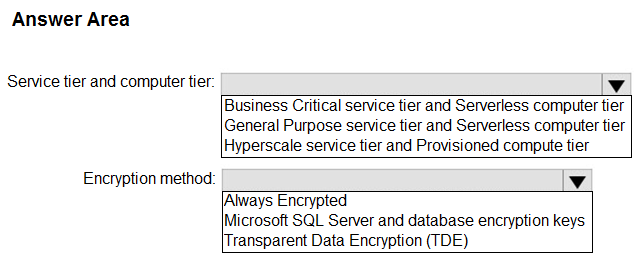 Answer Area
Service tier and computer tier:
Business Critical service tier and Serverless computer tier
General Purpose service tier and Serverless computer tier
Hyperscale service tier and Provisioned compute tier
Encryption method:
Always Encrypted
Microsoft SQL Server and database encryption keys
Transparent Data Encryption (TDE)